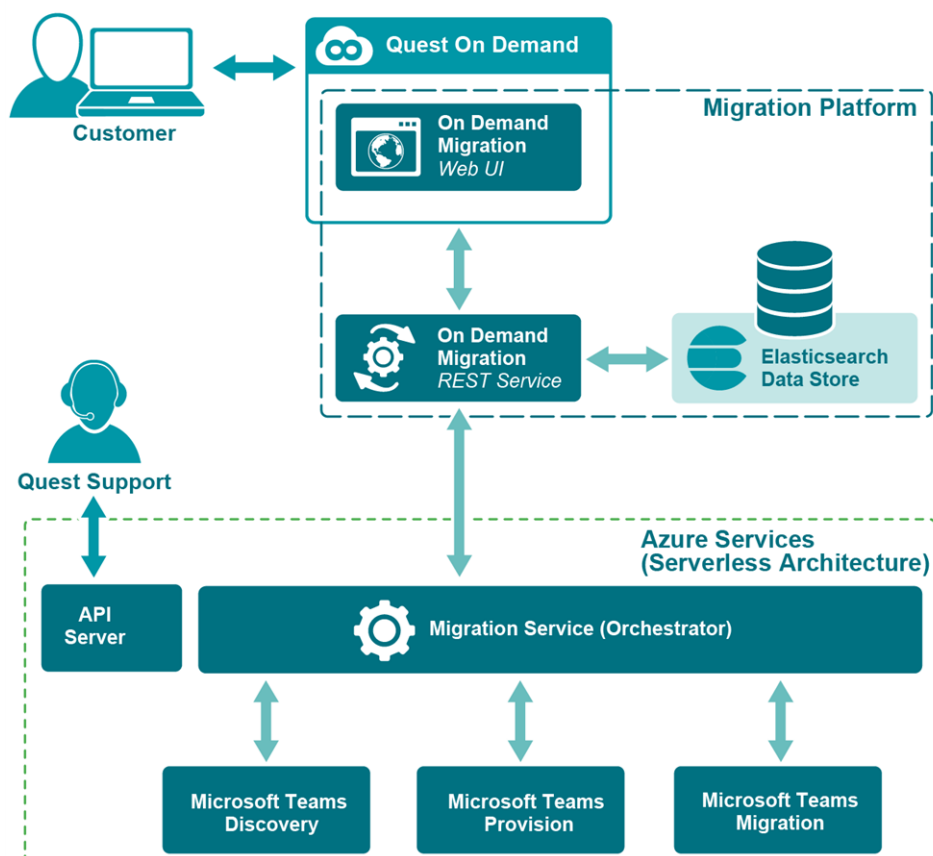 Quest On Demand
Customer
Migration Platform
On Demand
Migration
Web UI
On Demand
Migration
REST Service
Elasticsearch
Data Store
Quest Support
Azure Services
(Serverless Architecture)
API
Server
Migration Service (Orchestrator)
Microsoft Teams
Discovery
Microsoft Teams
Provision
Microsoft Teams
Migration